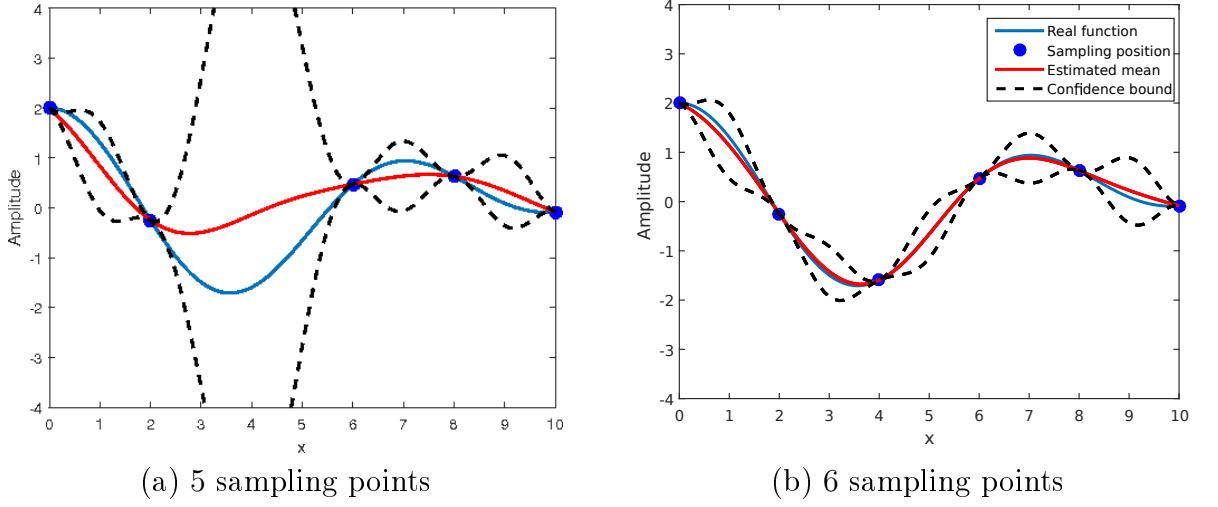 4
3
2
1
0
-1
-2
-3
-4
Amplitude
0 1 2 3 4 5 6 7 8 9 10
x
(a) 5 sampling points
4
3
2
1
0
-1
-2
-3
-4
Amplitude
0 1 2 3 4 5 6 7 8 9 10
x
Real function
Sampling position
Estimated mean
Confidence bound
(b) 6 sampling points